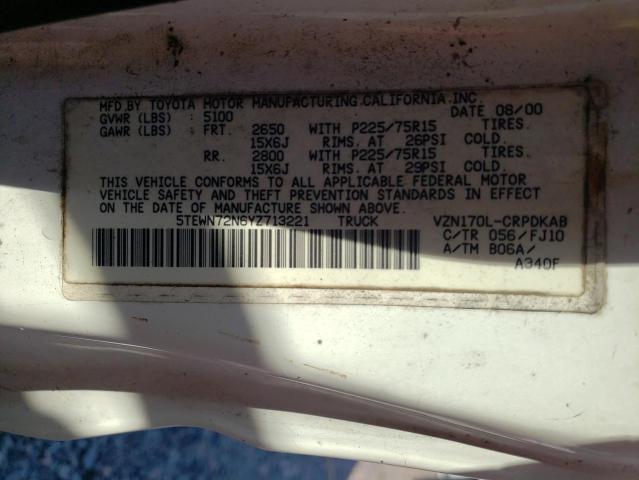 MFD.BY TOYOTA MOTOR MANUFACTURING,CALIFORNIA,INC.
GVWR (LBS) : 5100 DATE 08/00
GAWR (LBS) : FRT. 2650 WITH P225/75R15 TIRES.
15X6J RIMS. AT 26PSI COLD.
RR. 2800 WITH P225/75R15 TIRES.
15X6J RIMS. AT 29PSI COLD.
THIS VEHICLE CONFORMS TO ALL APPLICABLE FEDERAL MOTOR
VEHICLE SAFETY AND THEFT PREVENTION STANDARDS IN EFFECT
ON THE DATE OF MANUFACTURE SHOWN ABOVE.
5TEWN72N6YZ713221 TRUCK VZN170L-CRPDKAB
C/TR 056/FJ10
A/TM B06A/
A340F